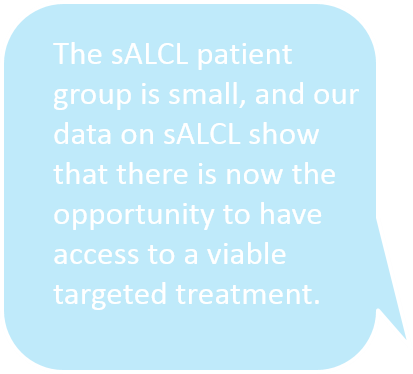 The sALCL patient
group is small, and our
data on sALCL show
that there is now the
opportunity to have
access to a viable
targeted treatment.